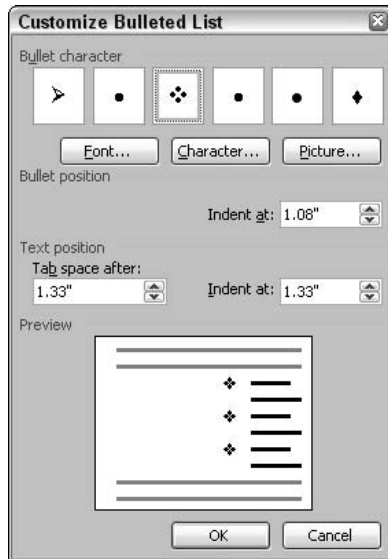 Customize Bulleted List
Bullet character
Font... Character... Picture...
Bullet position
Indent at: 1.08"
Text position
Tab space after:
1.33" Indent at: 1.33"
Preview
OK Cancel